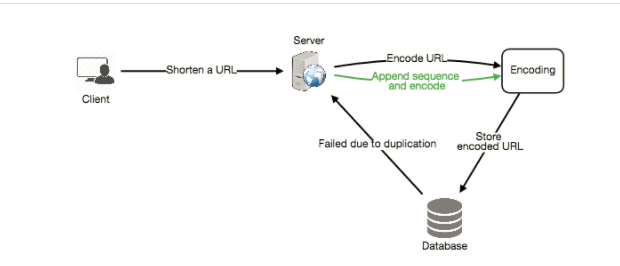 Server
Encode URL
Shorten a URL
Append sequence
and encode
Encoding
Client
Failed due to duplication
Store
encoded URL
Database